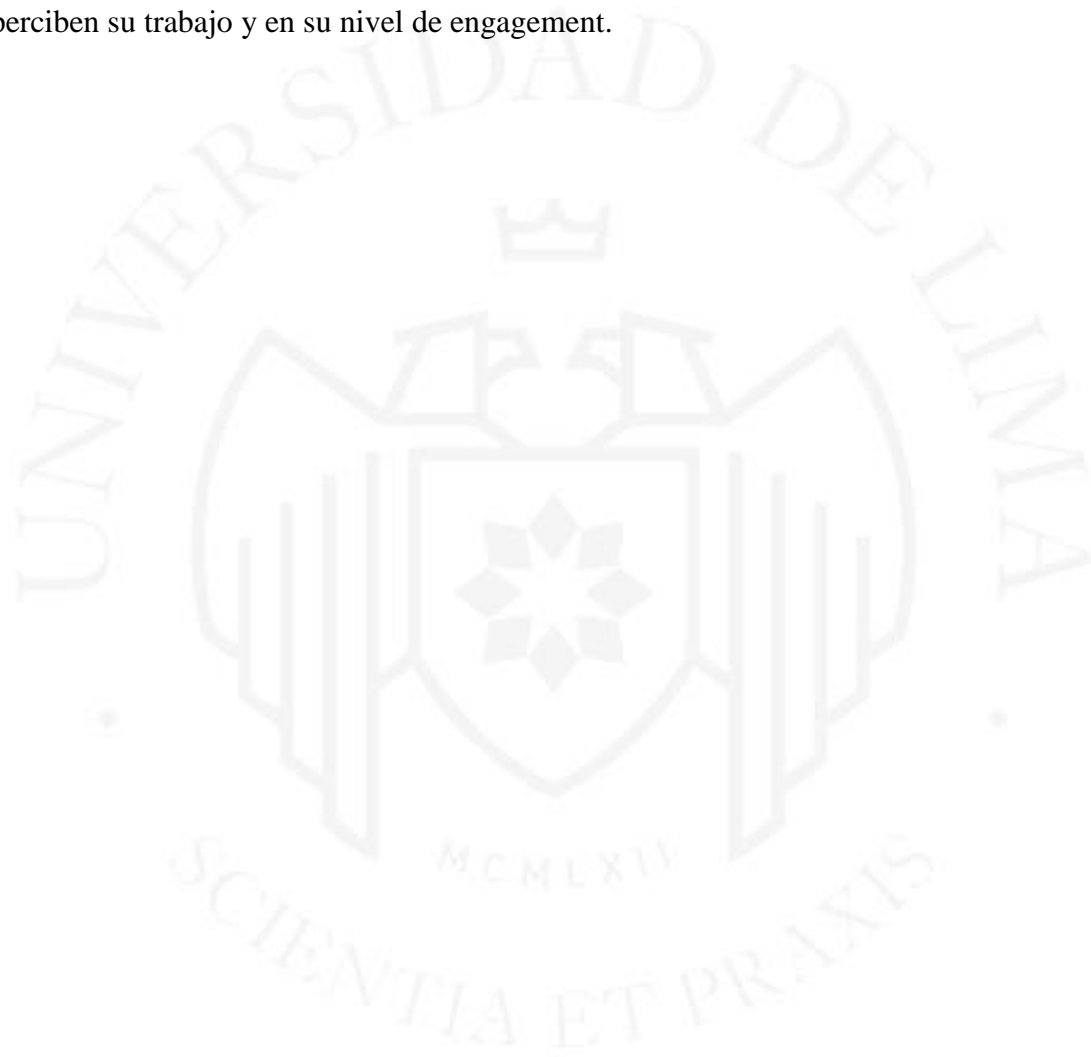 perciben su trabajo y en su nivel de engagement.
UNIVERSIDAD DE LIMA
MCMLXII
SCIENTIA ET PRAXIS